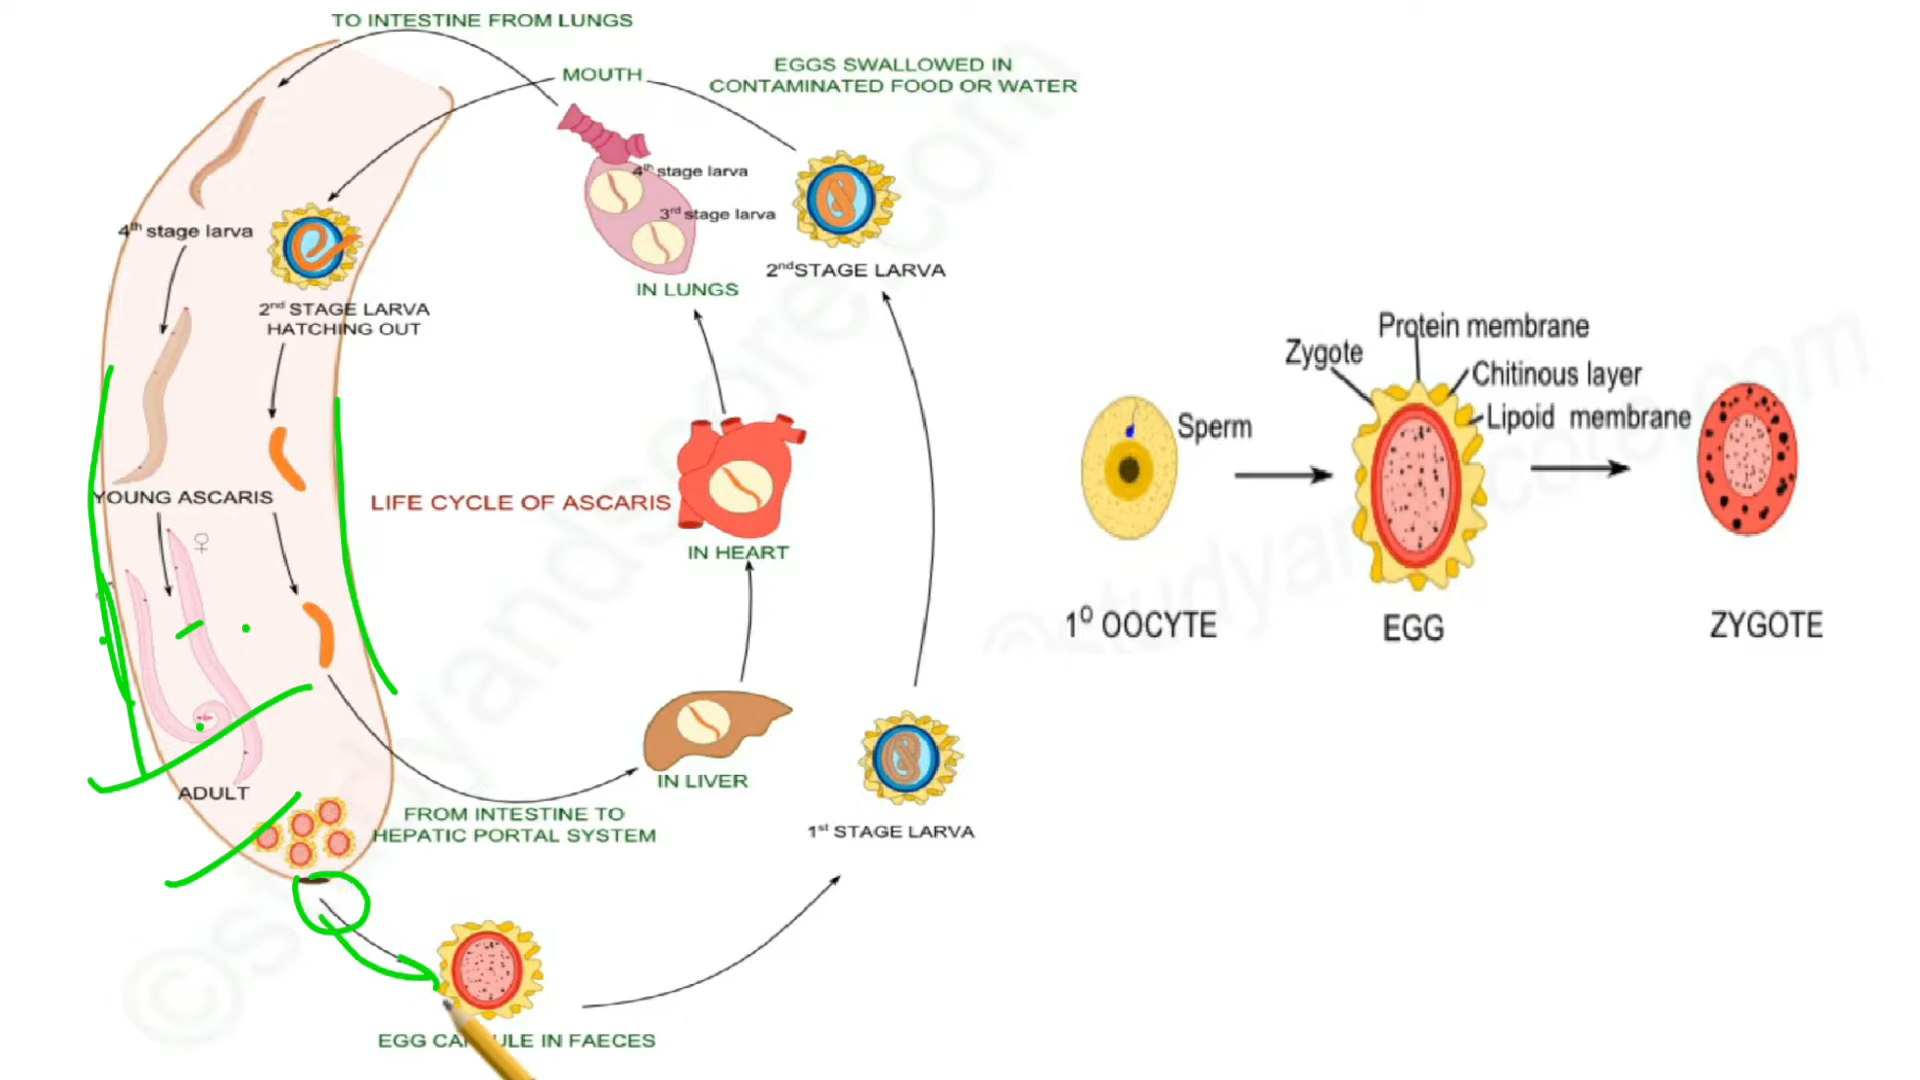 TO INTESTINE FROM LUNGS
MOUTH
EGGS SWALLOWED IN
CONTAMINATED FOOD OR WATER
4th stage larva
3rd stage larva
IN LUNGS
2nd STAGE LARVA
4th stage larva
2nd STAGE LARVA
HATCHING OUT
YOUNG ASCARIS
♀
LIFE CYCLE OF ASCARIS
IN HEART
IN LIVER
ADULT
FROM INTESTINE TO
HEPATIC PORTAL SYSTEM
1st STAGE LARVA
EGG IN FAECES
Protein membrane
Zygote
Chitinous layer
Lipoid membrane
Sperm
1⁰ OOCYTE
EGG
ZYGOTE
©studyandscore.com